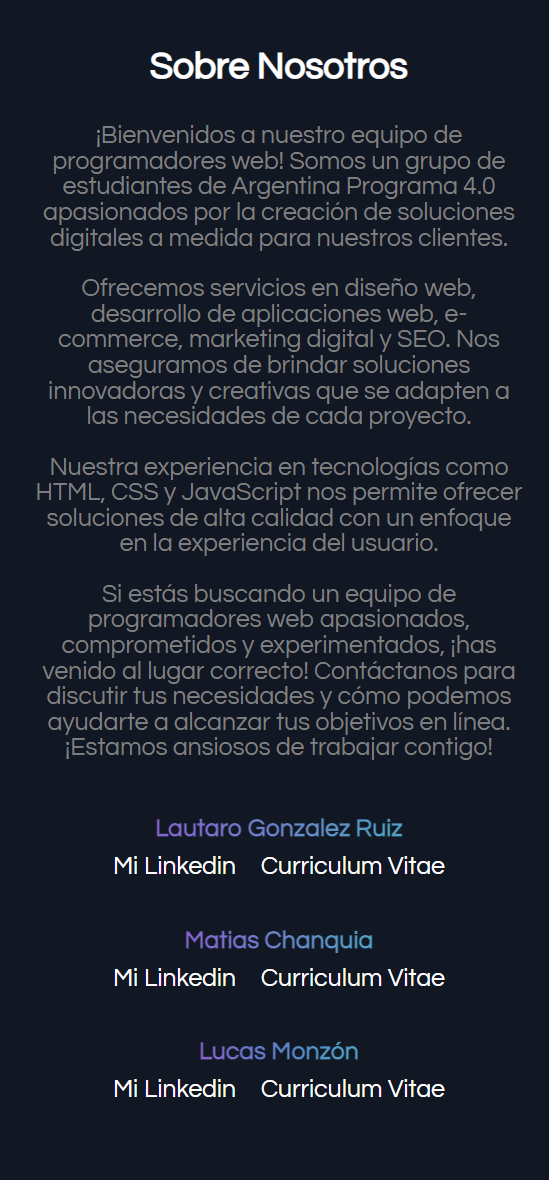 Sobre Nosotros
¡Bienvenidos a nuestro equipo de
programadores web! Somos un grupo de
estudiantes de Argentina Programa 4.0
apasionados por la creación de soluciones
digitales a medida para nuestros clientes.
Ofrecemos servicios en diseño web,
desarrollo de aplicaciones web, e-
commerce, marketing digital y SEO. Nos
aseguramos de brindar soluciones
innovadoras y creativas que se adapten a
las necesidades de cada proyecto.
Nuestra experiencia en tecnologías como
HTML, CSS y JavaScript nos permite ofrecer
soluciones de alta calidad con un enfoque
en la experiencia del usuario.
Si estás buscando un equipo de
programadores web apasionados,
comprometidos y experimentados, ¡has
venido al lugar correcto! Contáctanos para
discutir tus necesidades y cómo podemos
ayudarte a alcanzar tus objetivos en línea.
¡Estamos ansiosos de trabajar contigo!
Lautaro Gonzalez Ruiz
Mi Linkedin Curriculum Vitae
Matias Chanquia
Mi Linkedin Curriculum Vitae
Lucas Monzón
Mi Linkedin Curriculum Vitae